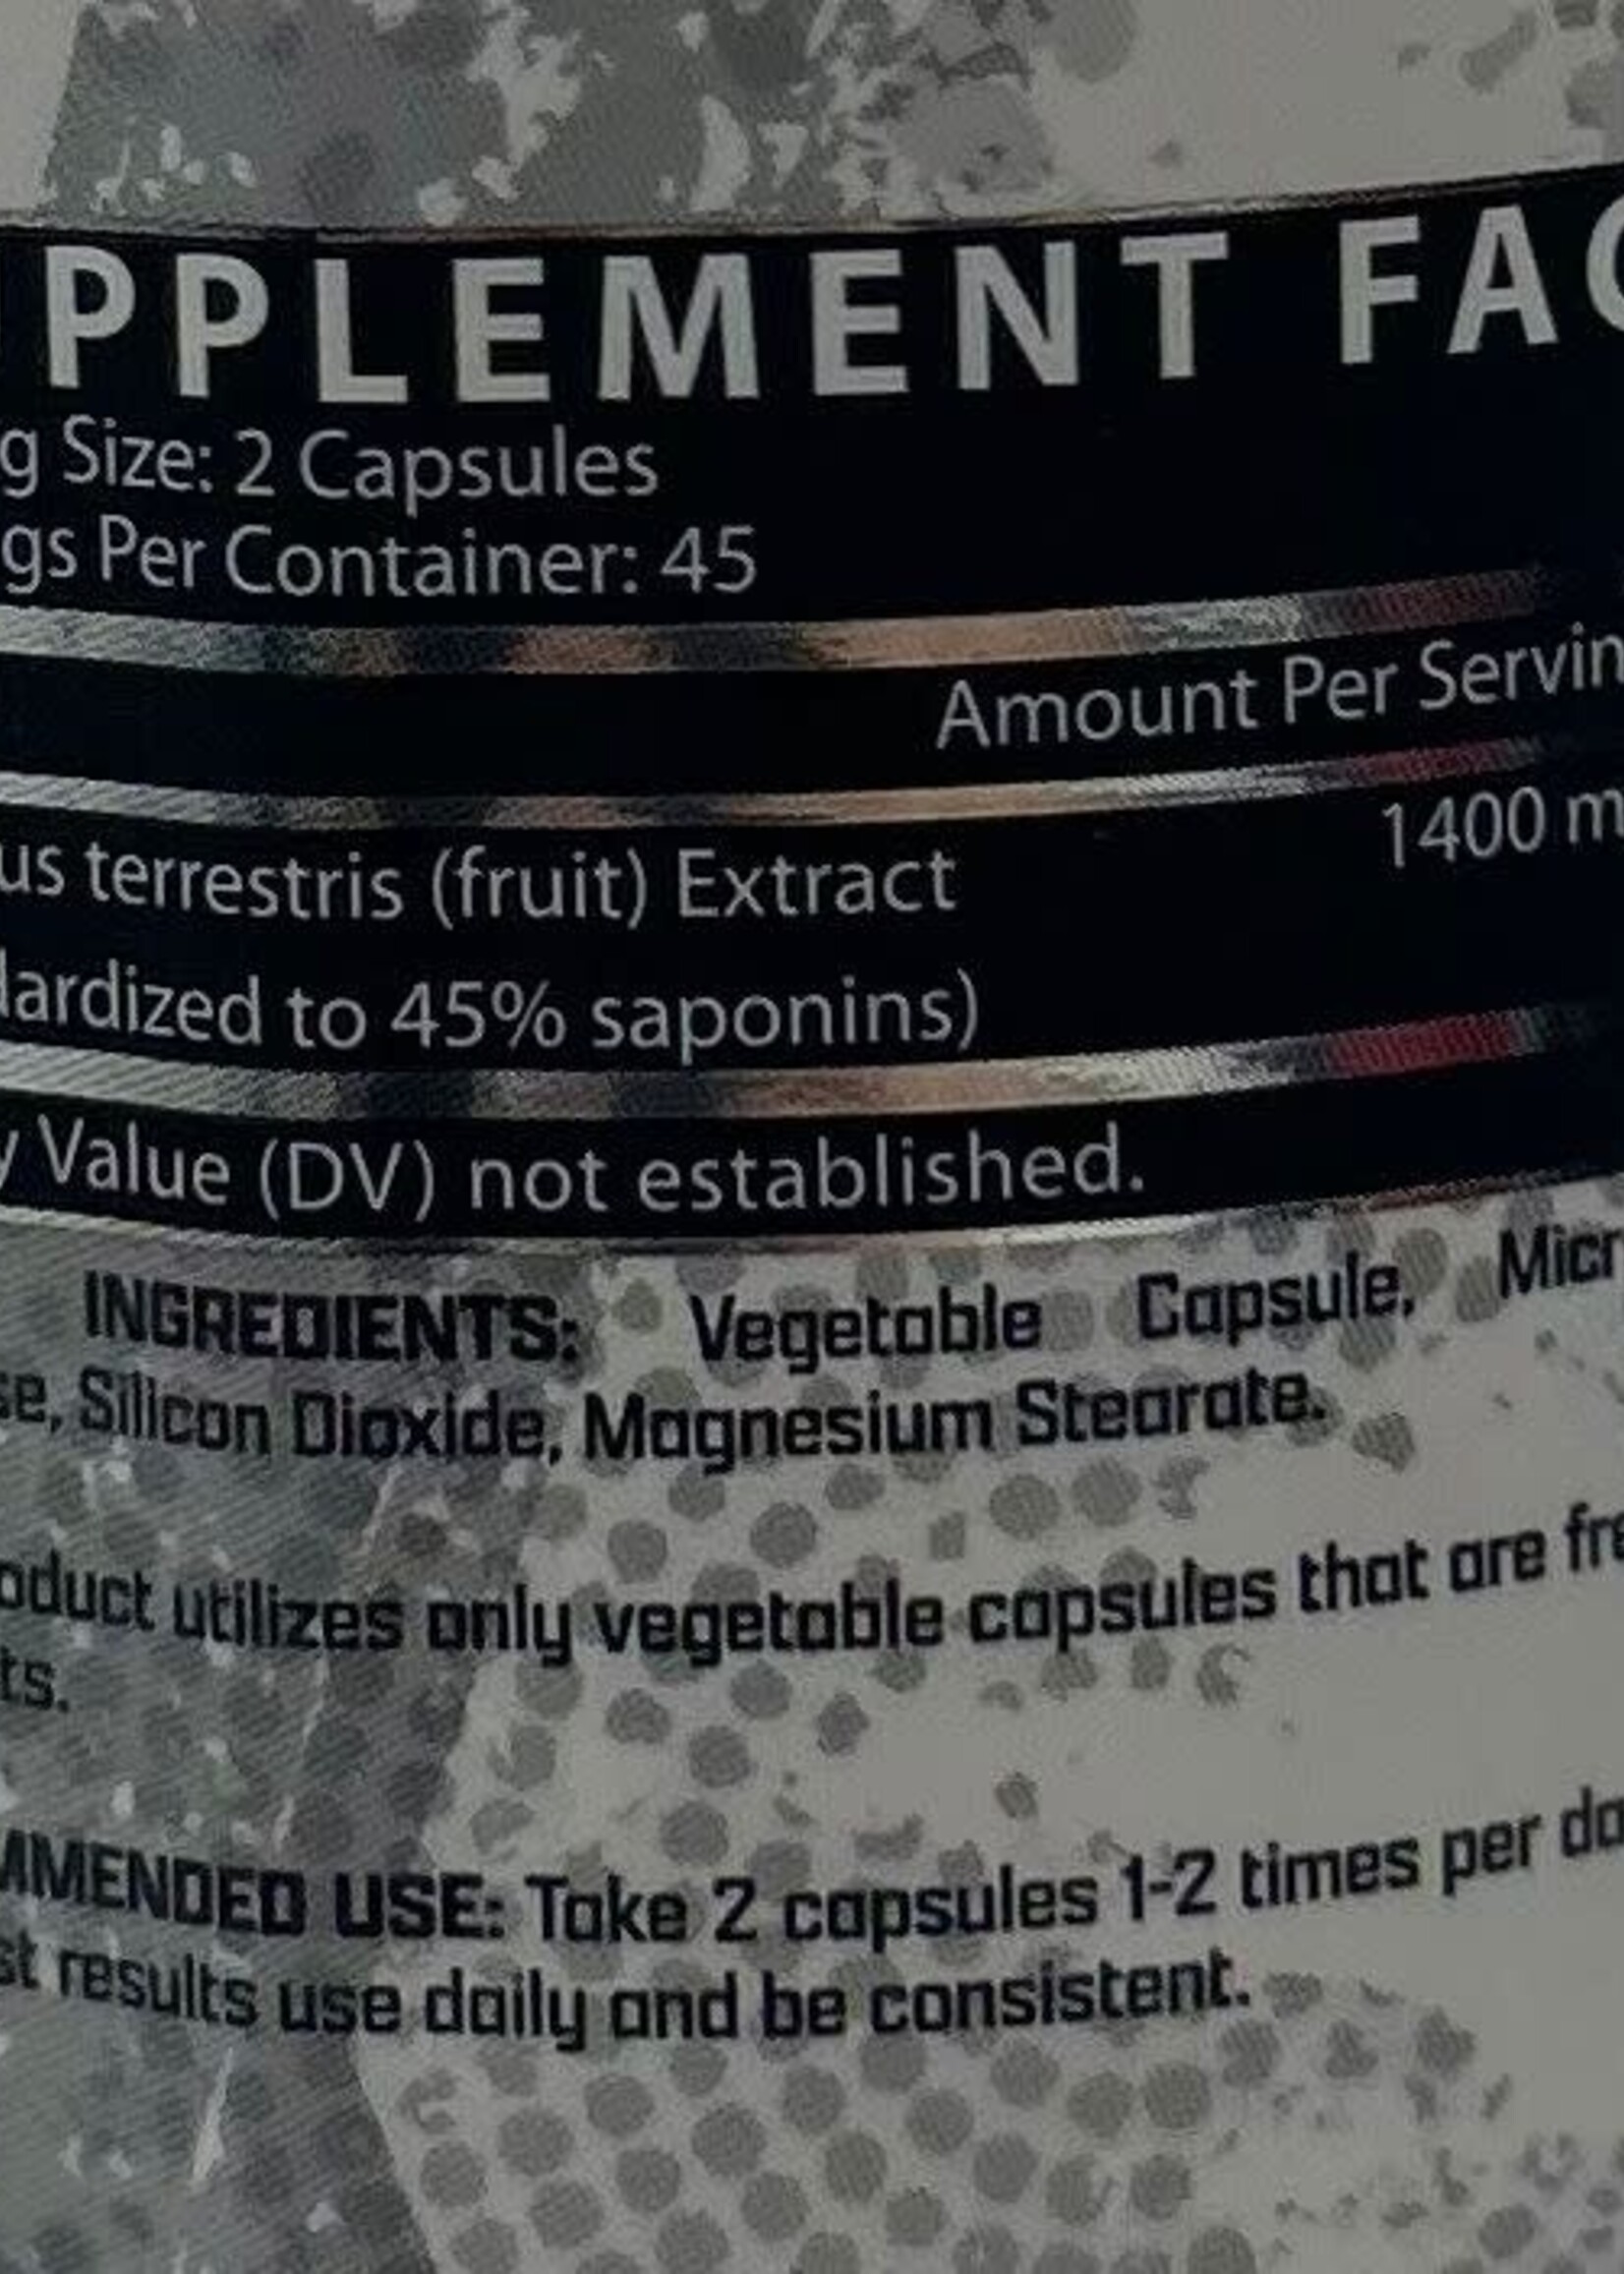 PPLEMENT FAC
g Size: 2 Capsules
gs Per Container: 45
Amount Per Servin
us terrestris (fruit) Extract 1400 m
dardized to 45% saponins)
y Value (DV) not established.
INGREDIENTS: Vegetable Capsule, Micr
se, Silicon Dioxide, Magnesium Stearate.
oduct utilizes only vegetable capsules that are fre
ts.
MMENDED USE: Take 2 capsules 1-2 times per da
st results use daily and be consistent.